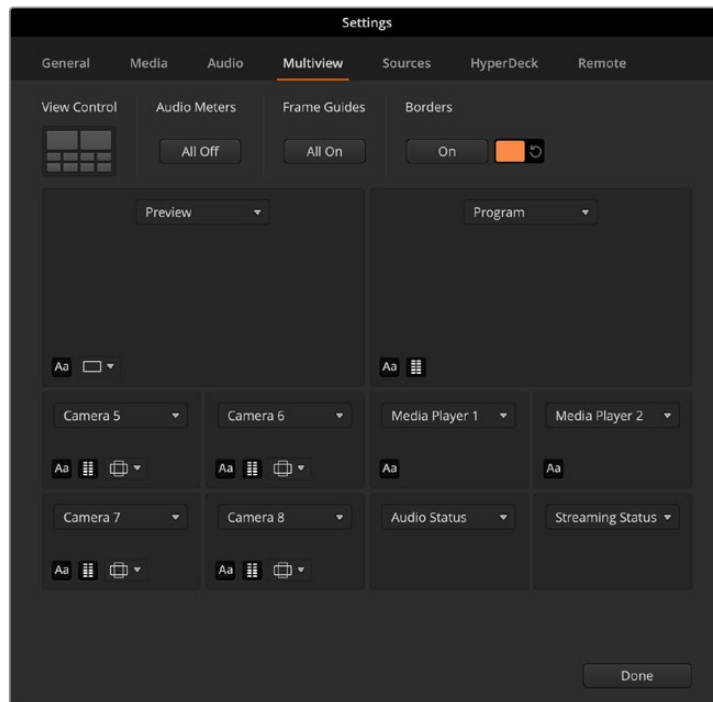 Settings
General Media Audio Multiview Sources HyperDeck Remote
View Control Audio Meters Frame Guides Borders
All Off All On On
Preview Program
Aa Aa
Camera 5 Camera 6 Media Player 1 Media Player 2
Aa Aa Aa Aa
Camera 7 Camera 8 Audio Status Streaming Status
Aa Aa
Done